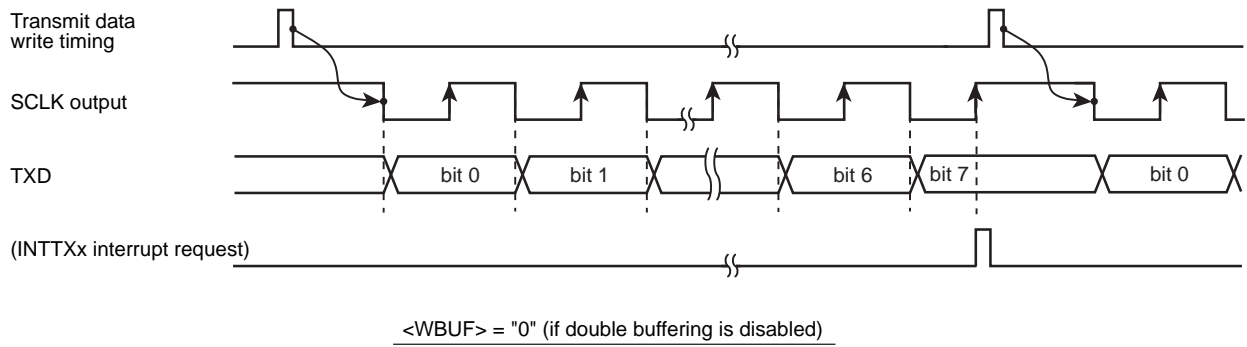 Transmit data
write timing
SCLK output
TXD
bit 0
bit 1
bit 6
bit 7
bit 0
(INTTXx interrupt request)
<WBUF> = "0" (if double buffering is disabled)